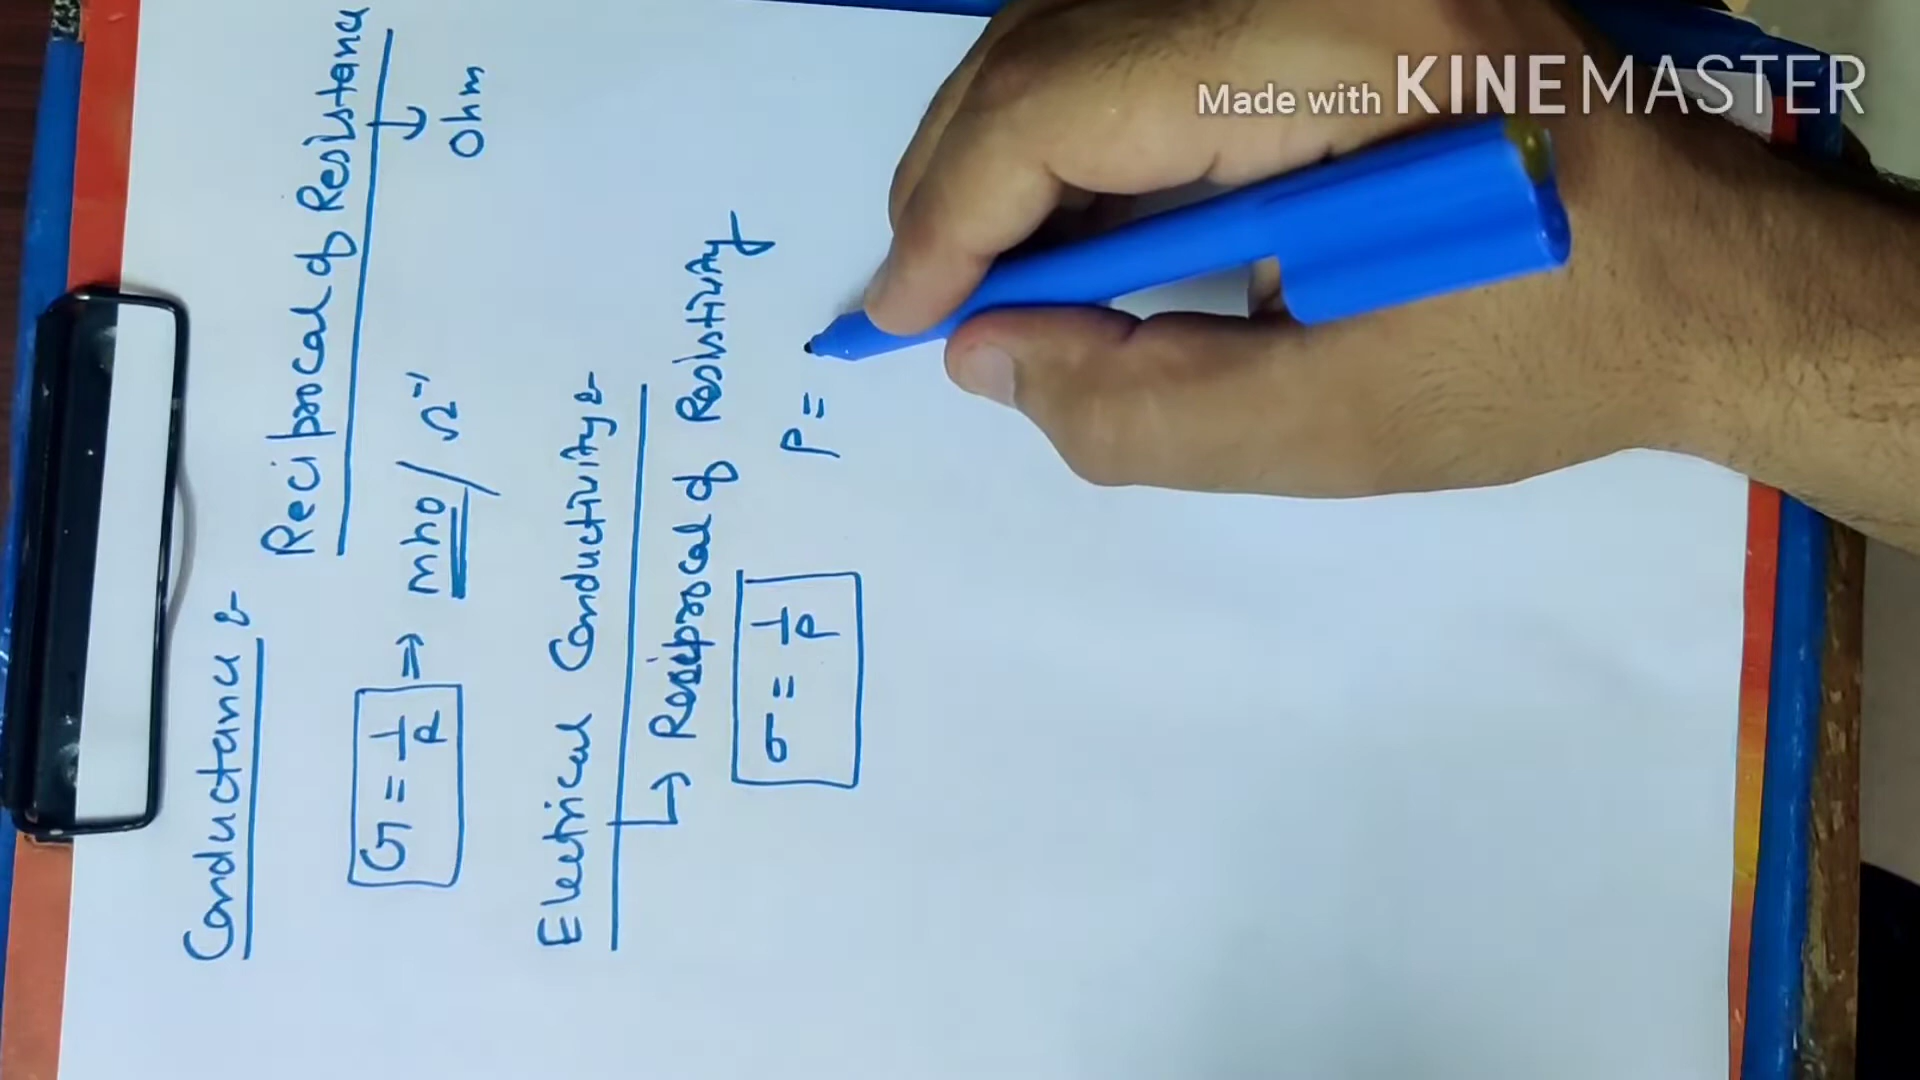 Conductance :-
Reciprocal of Resistance
↓
Ohm
G = 1/R ⇒ mho / Ω⁻¹
Electrical Conductivity :-
↳ Reciprocal of Resistivity
σ = 1/ρ
ρ =
Made with KINEMASTER